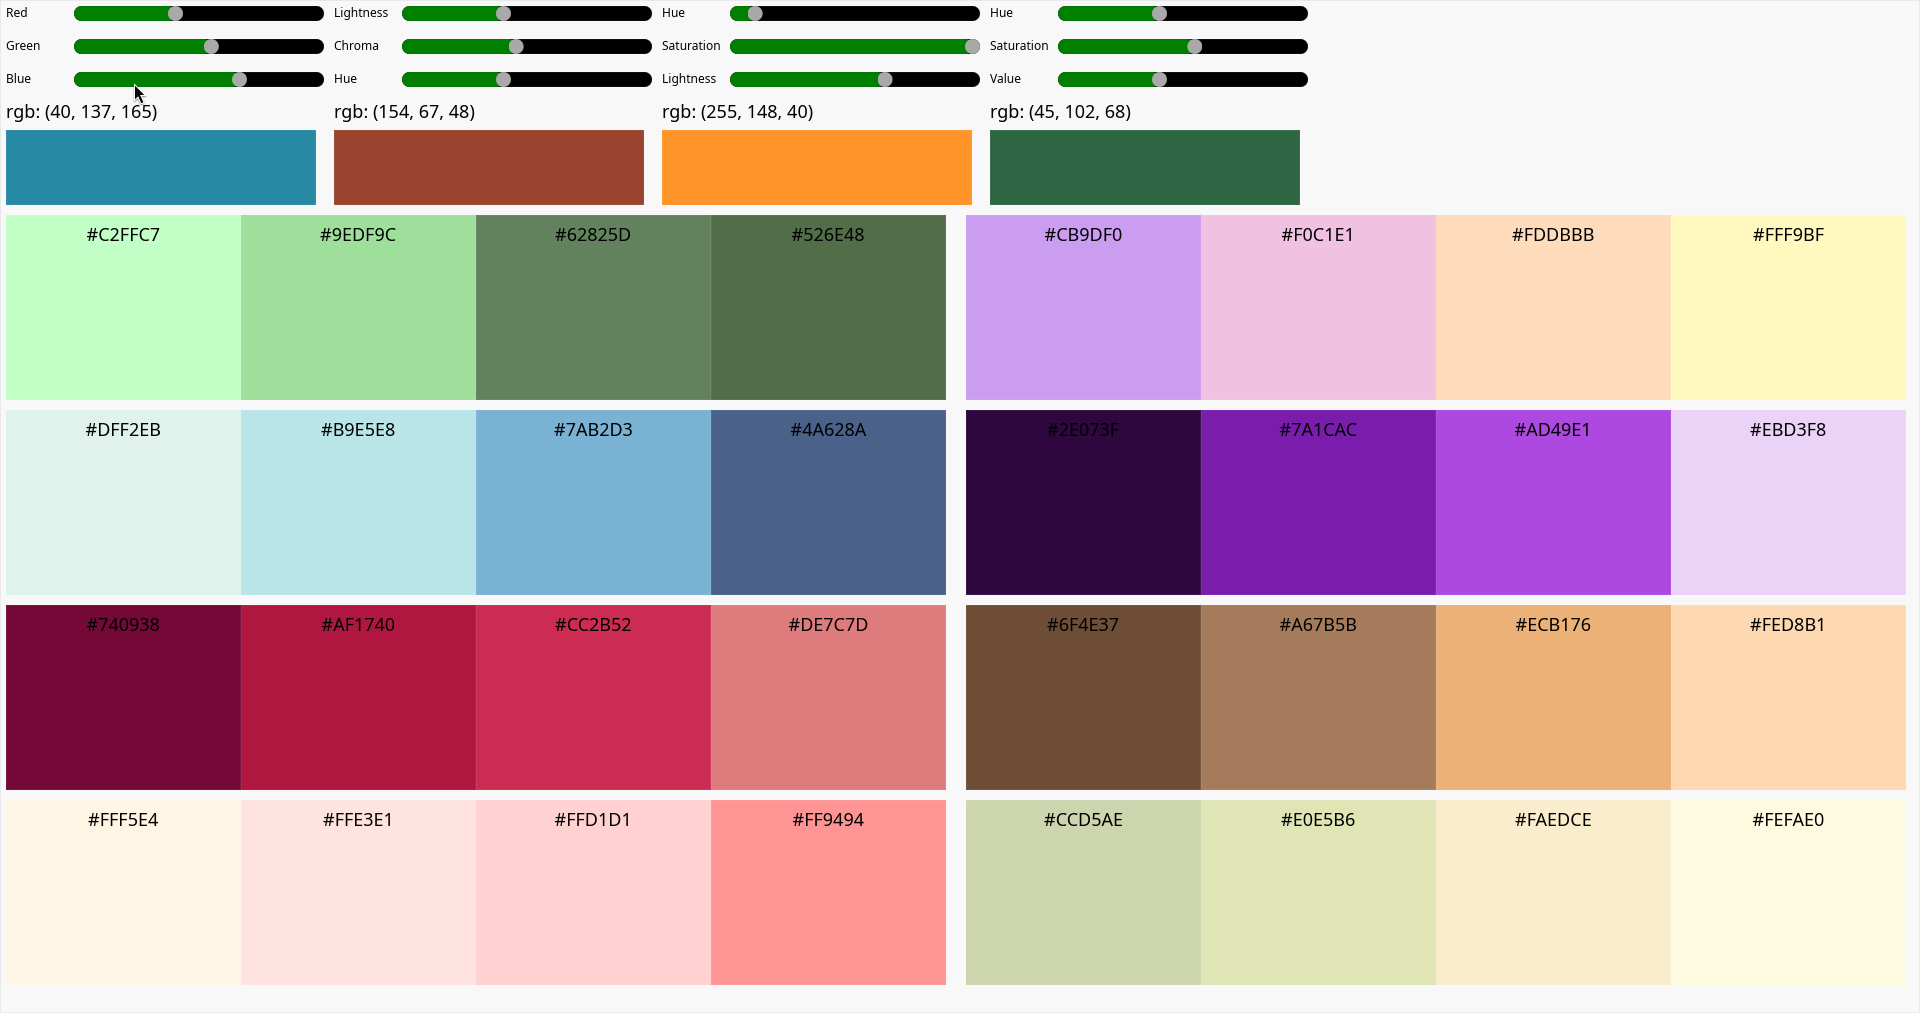 Red Lightness Hue Hue
Green Chroma Saturation Saturation
Blue Hue Lightness Value
rgb: (40, 137, 165) rgb: (154, 67, 48) rgb: (255, 148, 40) rgb: (45, 102, 68)
#C2FFC7 #9EDF9C #62825D #526E48 #CB9DF0 #F0C1E1 #FDDBBB #FFF9BF
#DFF2EB #B9E5E8 #7AB2D3 #4A628A #2E073F #7A1CAC #AD49E1 #EBD3F8
#740938 #AF1740 #CC2B52 #DE7C7D #6F4E37 #A67B5B #ECB176 #FED8B1
#FFF5E4 #FFE3E1 #FFD1D1 #FF9494 #CCD5AE #E0E5B6 #FAEDCE #FEFAE0